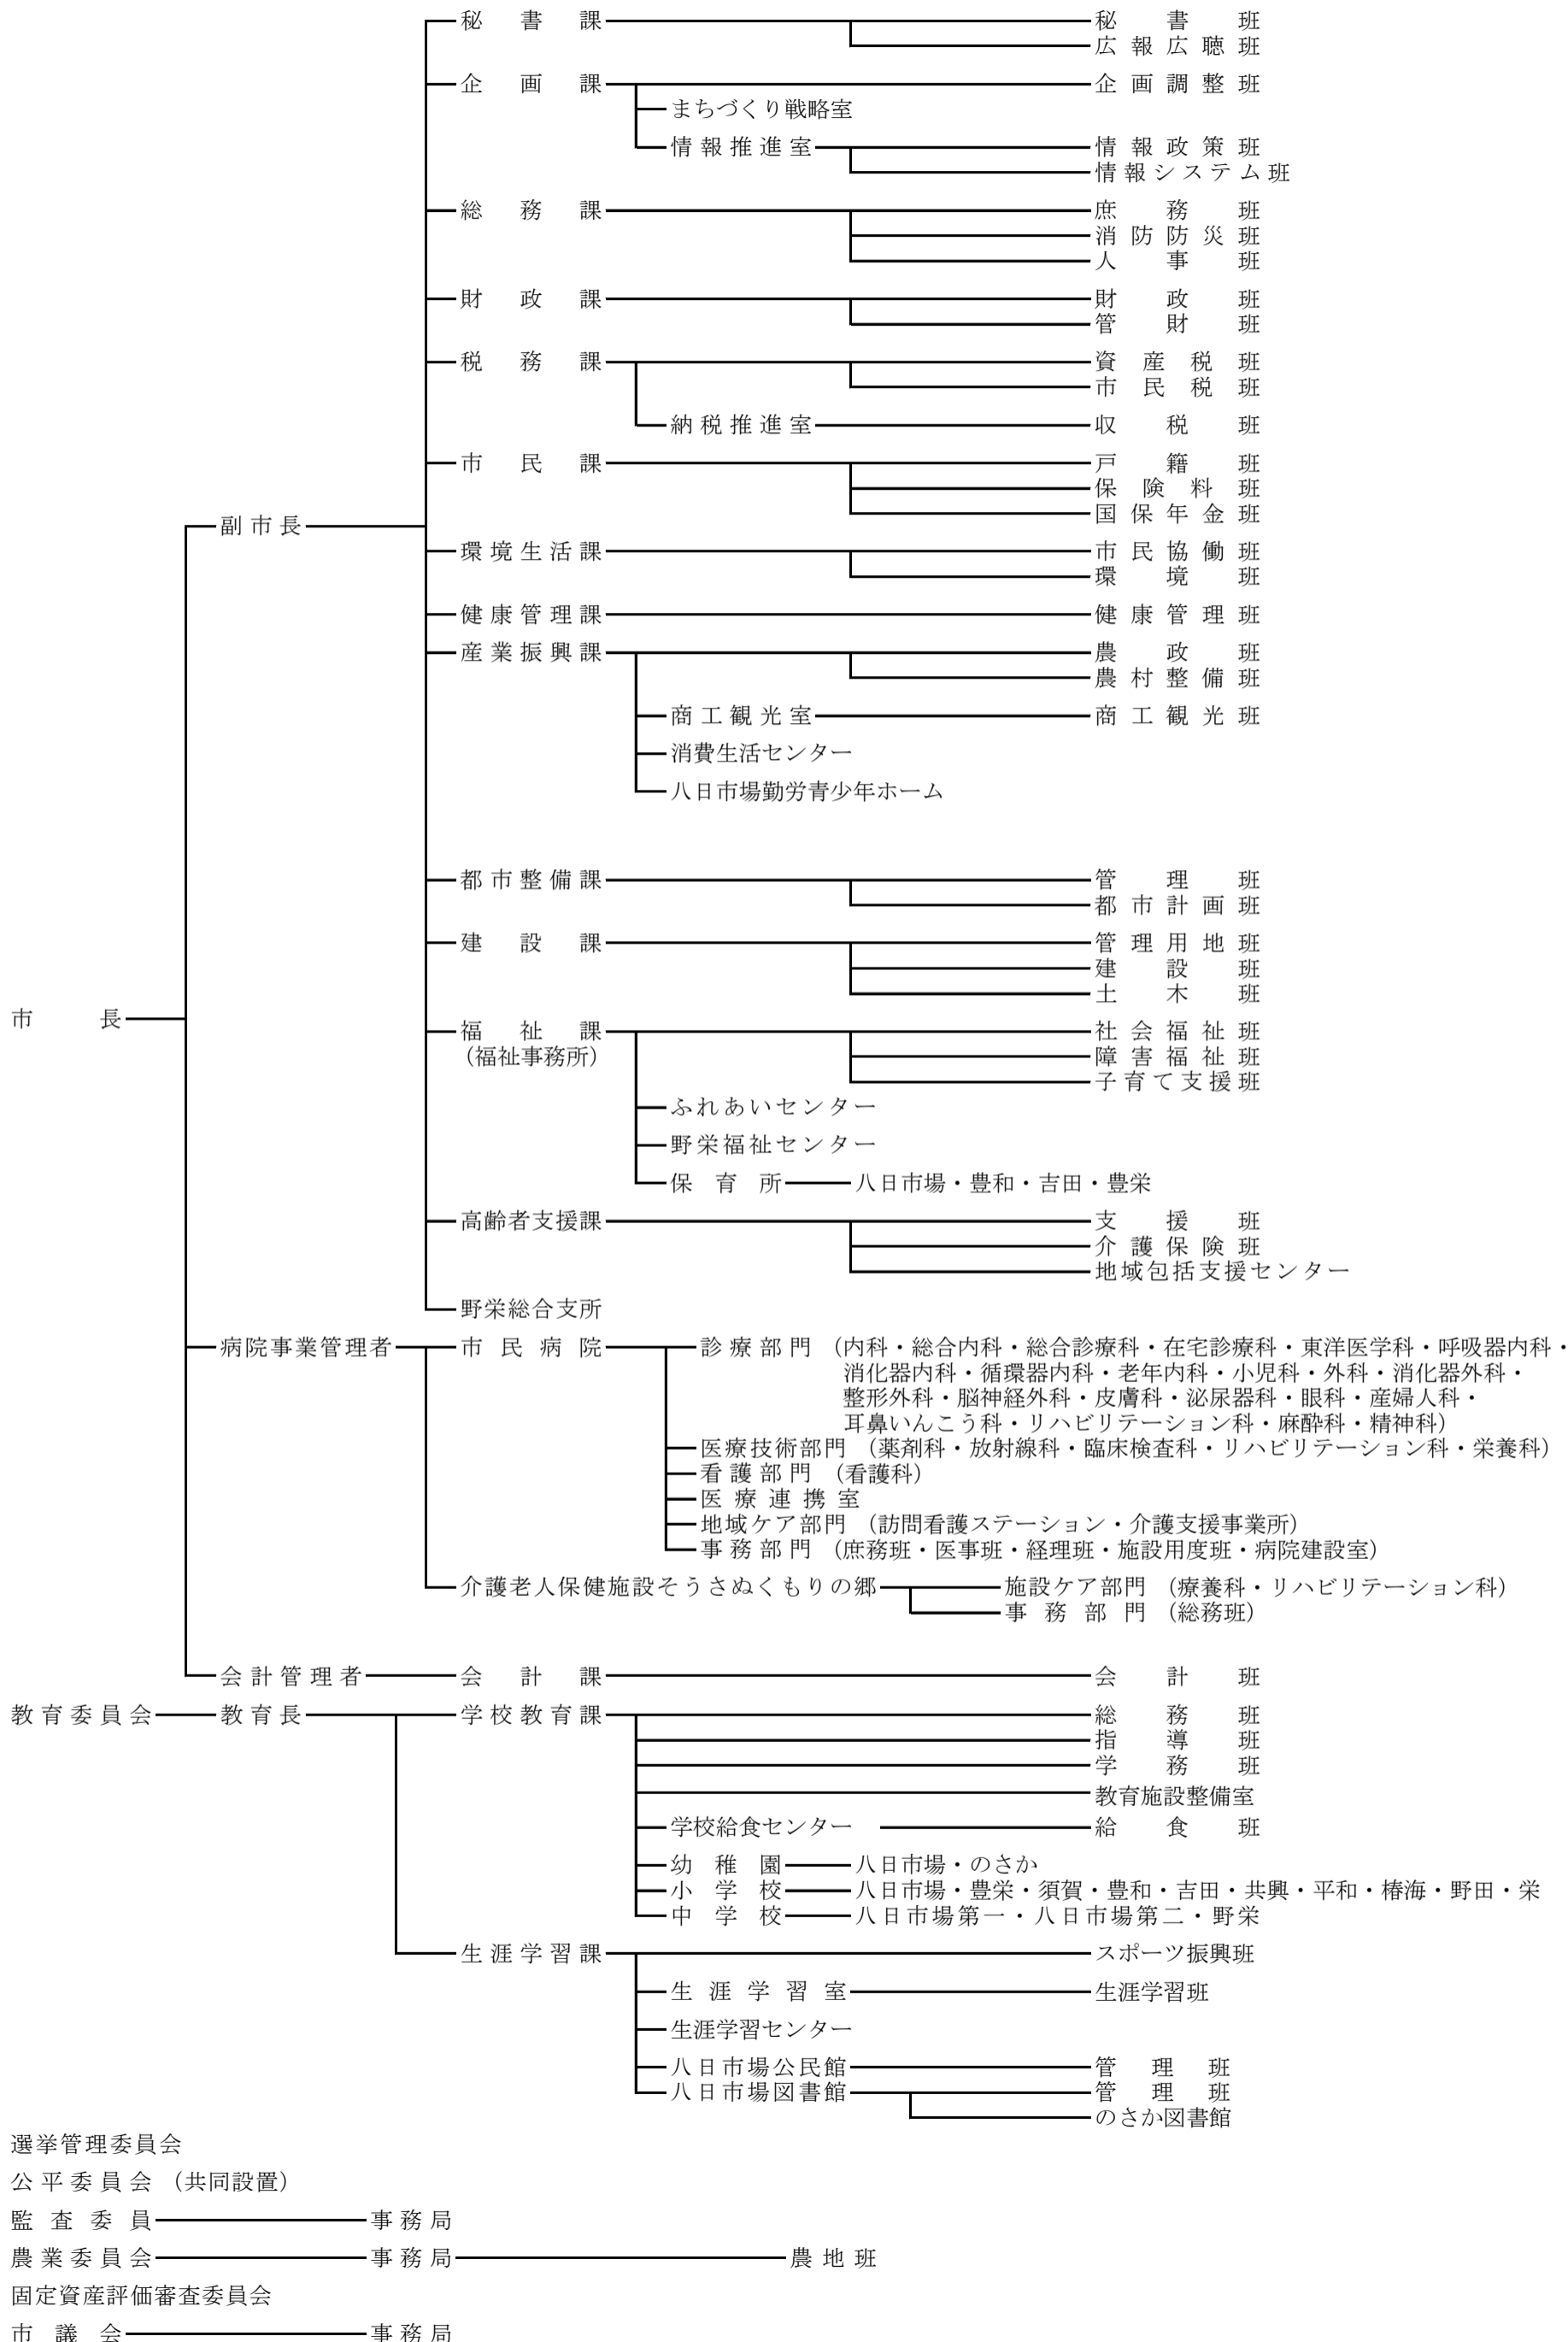 秘書課 秘書班
広報広聴班
企画課 企画調整班
まちづくり戦略室
情報推進室 情報政策班
情報システム班
総務課 庶務班
消防防災班
人事班
財政課 財政班
管財班
税務課 資産税班
市民税班
納税推進室 収税班
市民課 戸籍班
保険料班
国保年金班
副市長
環境生活課 市民協働班
環境班
健康管理課 健康管理班
産業振興課 農政班
農村整備班
商工観光室 商工観光班
消費生活センター
八日市場勤労青少年ホーム
都市整備課 管理班
都市計画班
建設課 管理用地班
建設班
土木班
市長
福祉課 社会福祉班
（福祉事務所） 障害福祉班
子育て支援班
ふれあいセンター
野栄福祉センター
保育所 八日市場・豊和・吉田・豊栄
高齢者支援課 支援班
介護保険班
地域包括支援センター
野栄総合支所
病院事業管理者 市民病院 診療部門 （内科・総合内科・総合診療科・在宅診療科・東洋医学科・呼吸器内科・
消化器内科・循環器内科・老年内科・小児科・外科・消化器外科・
整形外科・脳神経外科・皮膚科・泌尿器科・眼科・産婦人科・
耳鼻いんこう科・リハビリテーション科・麻酔科・精神科）
医療技術部門 （薬剤科・放射線科・臨床検査科・リハビリテーション科・栄養科）
看護部門 （看護科）
医療連携室
地域ケア部門 （訪問看護ステーション・介護支援事業所）
事務部門 （庶務班・医事班・経理班・施設用度班・病院建設室）
介護老人保健施設そうさぬくもりの郷 施設ケア部門 （療養科・リハビリテーション科）
事務部門 （総務班）
会計管理者 会計課 会計班
教育委員会 教育長 学校教育課 総務班
指導班
学務班
教育施設整備室
学校給食センター 給食班
幼稚園 八日市場・のさか
小学校 八日市場・豊栄・須賀・豊和・吉田・共興・平和・椿海・野田・栄
中学校 八日市場第一・八日市場第二・野栄
生涯学習課 スポーツ振興班
生涯学習室 生涯学習班
生涯学習センター
八日市場公民館 管理班
八日市場図書館 管理班
のさか図書館
選挙管理委員会
公平委員会 （共同設置）
監査委員 事務局
農業委員会 事務局 農地班
固定資産評価審査委員会
市議会 事務局